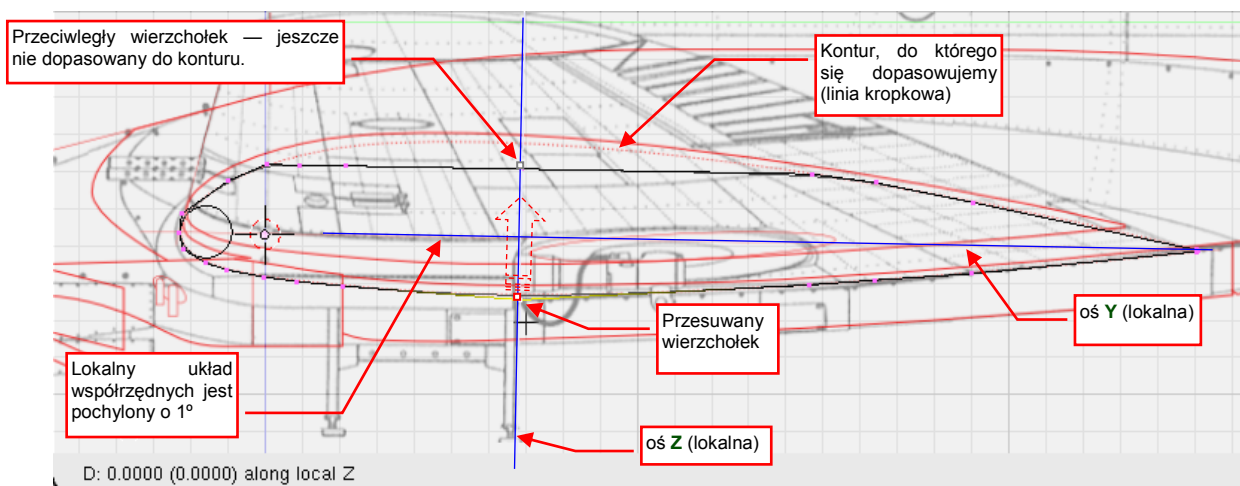 Przeciwległy wierzchołek — jeszcze
nie dopasowany do konturu.
Kontur, do którego
się dopasowujemy
(linia kropkowa)
Przesuwany
wierzchołek
oś Y (lokalna)
Lokalny układ
współrzędnych jest
pochylony o 1º
oś Z (lokalna)
D: 0.0000 (0.0000) along local Z